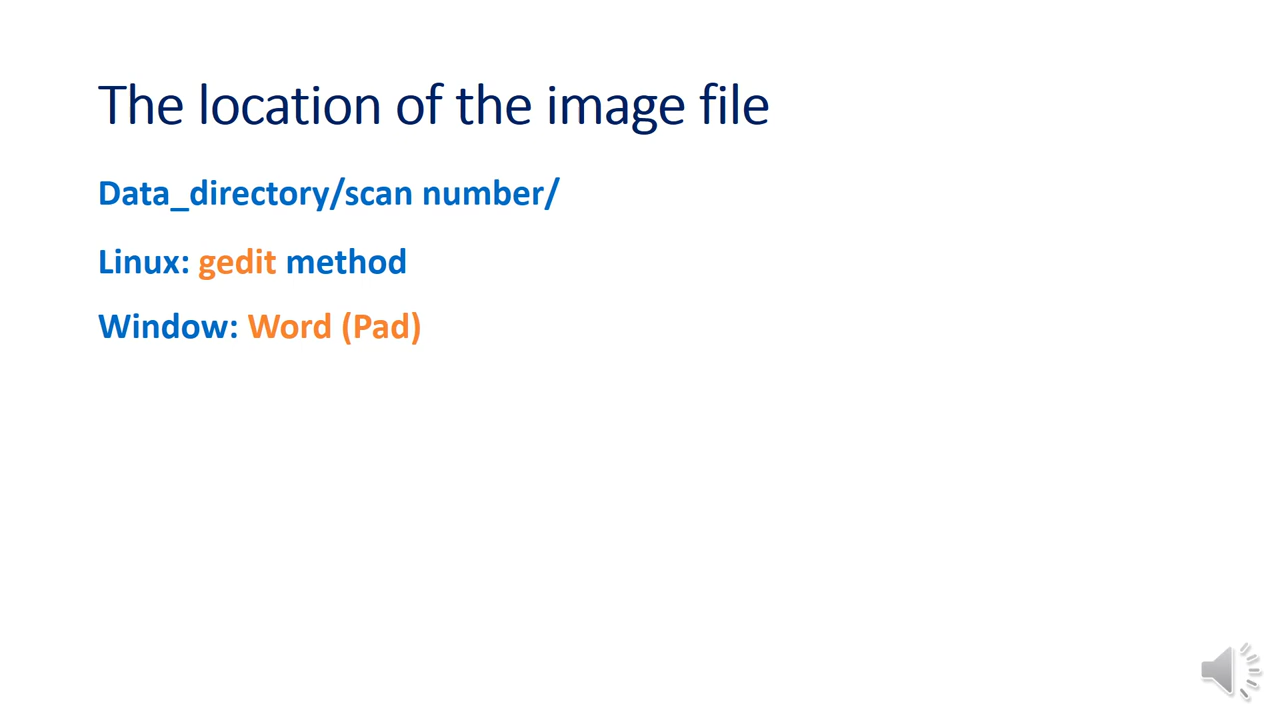 The location of the image file
Data_directory/scan number/
Linux: gedit method
Window: Word (Pad)